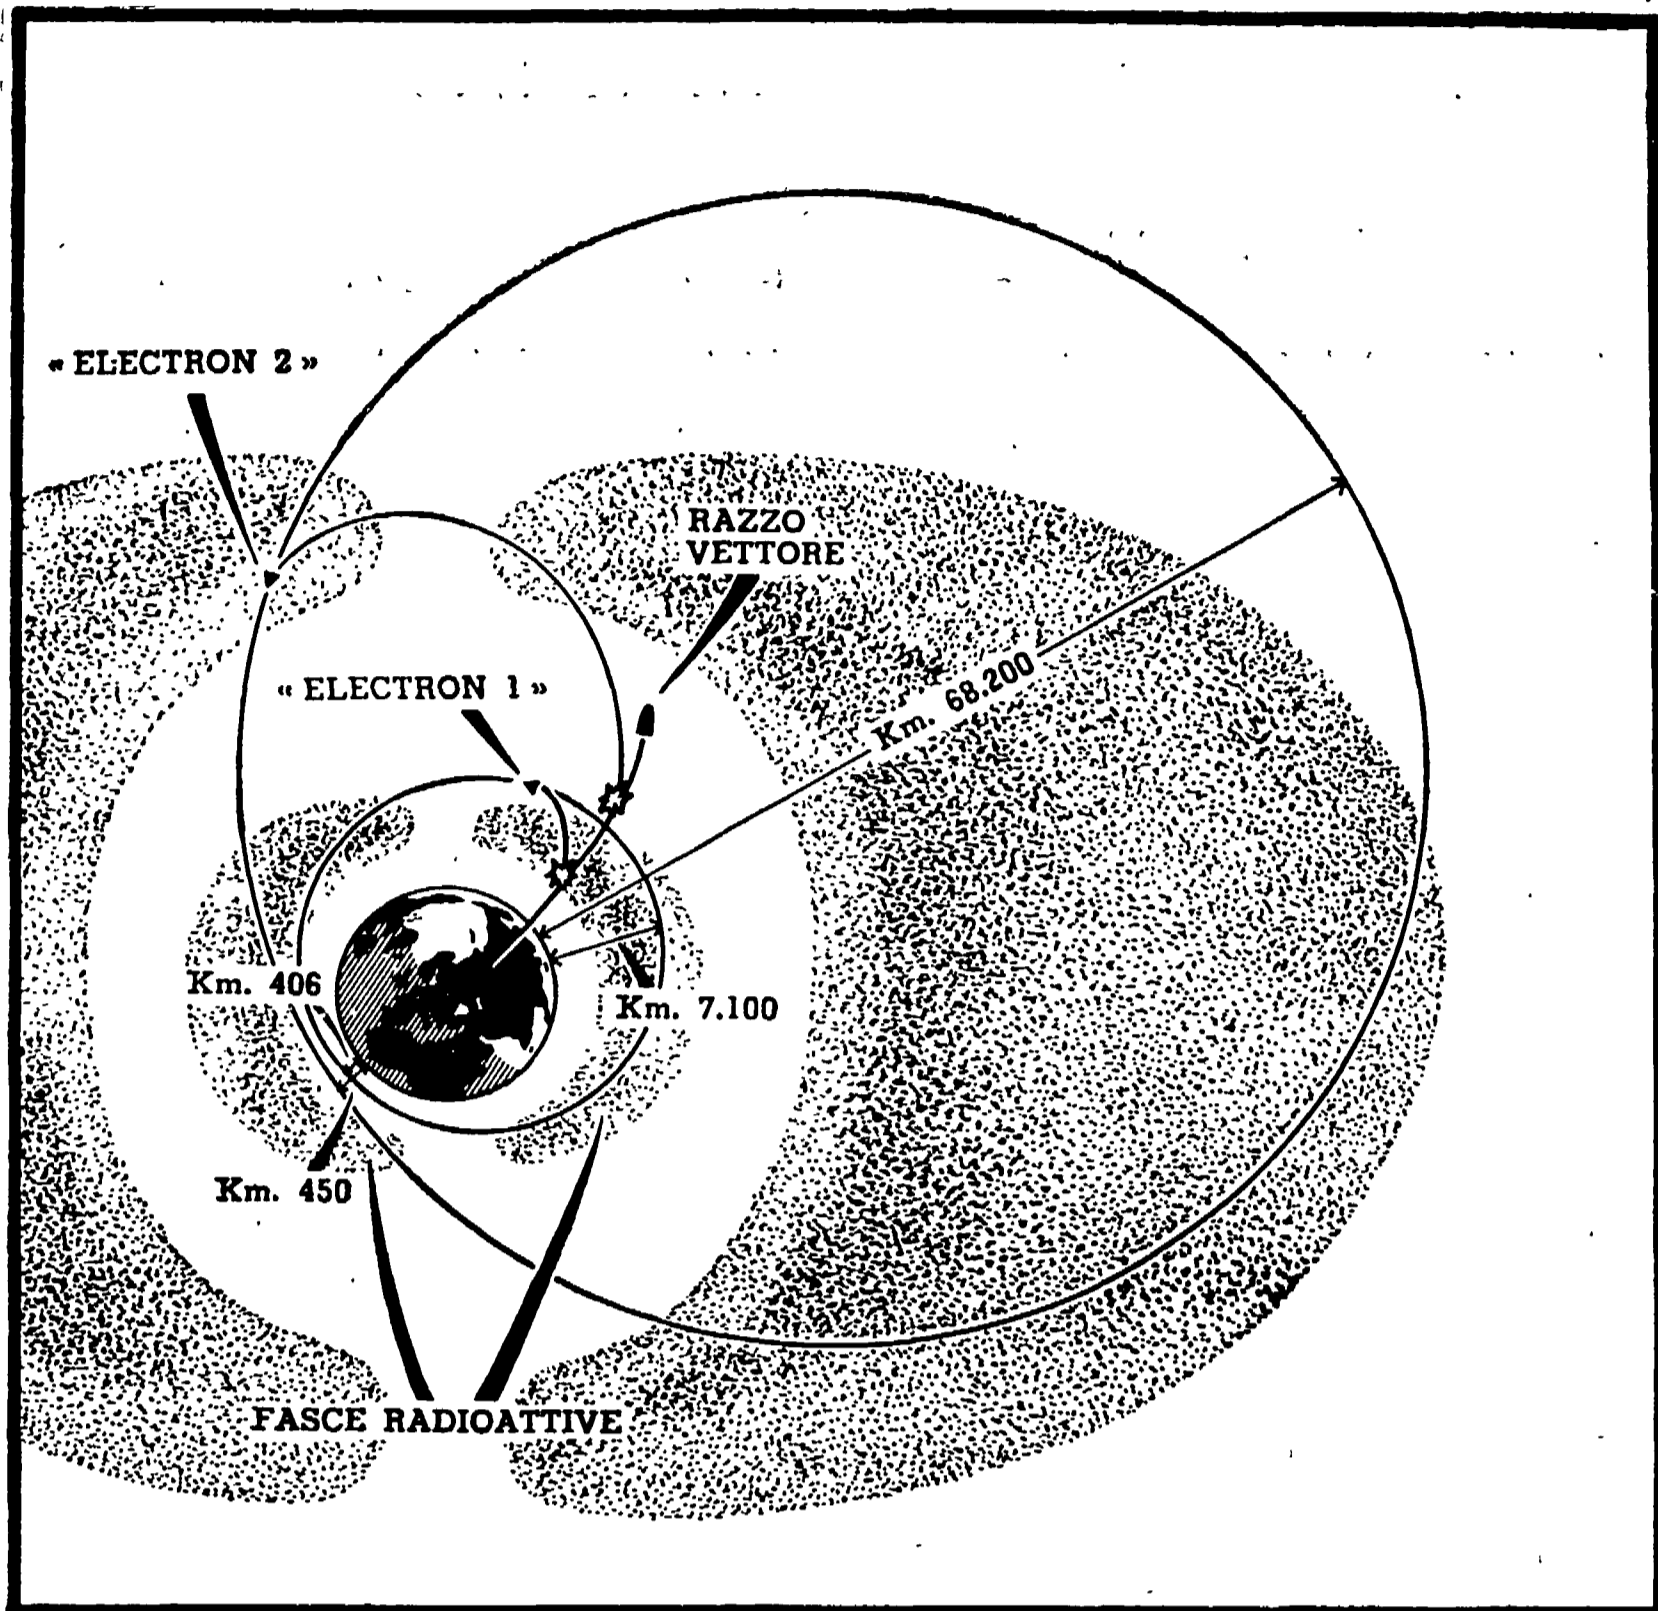 « ELECTRON 2 »
RAZZO
VETTORE
« ELECTRON 1 »
Km. 68.200
Km. 406
Km. 7.100
Km. 450
FASCE RADIOATTIVE